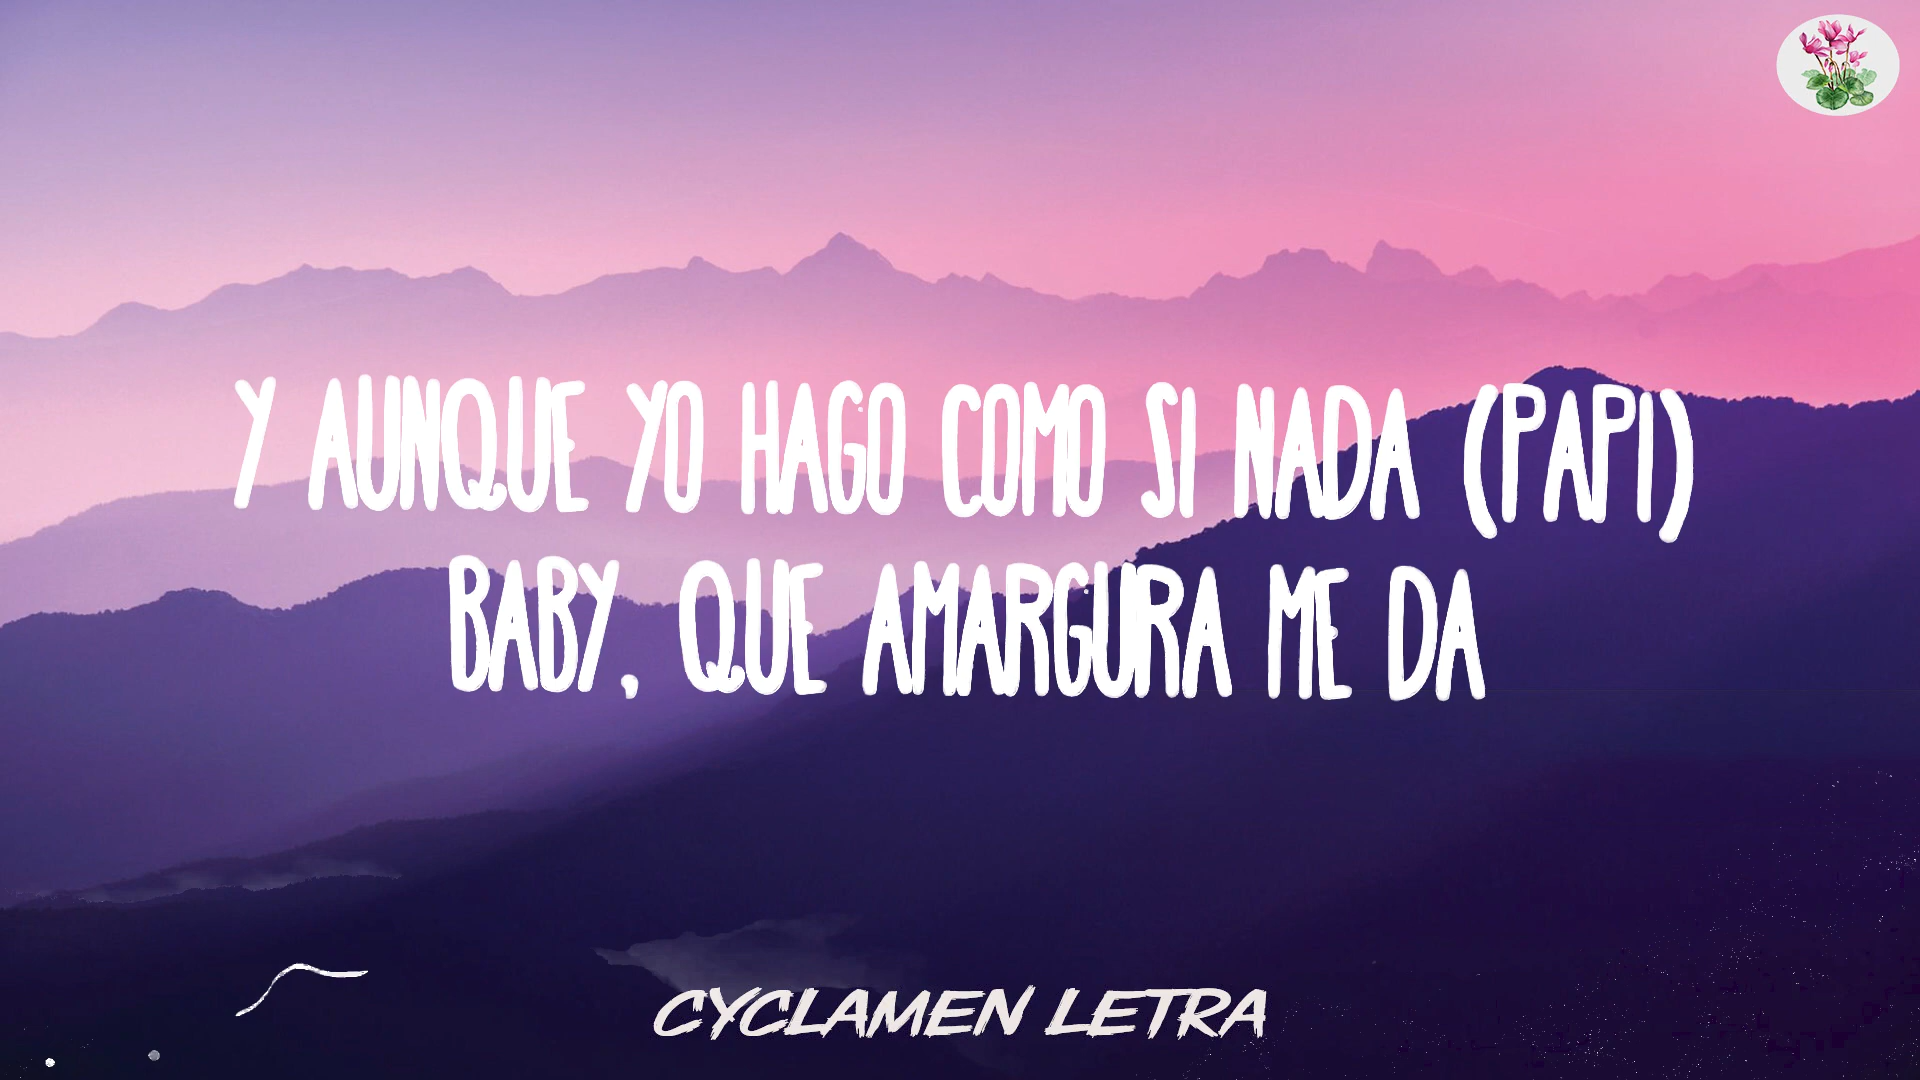 Y AUNQUE YO HAGO COMO SI NADA (PAPI)
BABY, QUE AMARGURA ME DA
CYCLAMEN LETRA